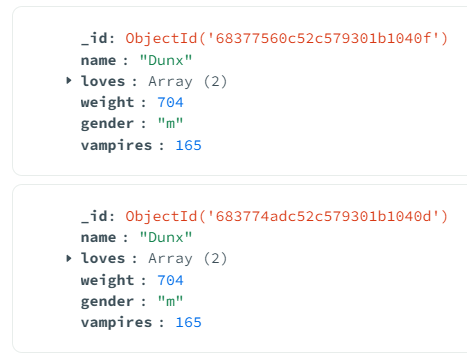 _id: ObjectId('68377560c52c579301b1040f')
name : "Dunx"
loves : Array (2)
weight : 704
gender : "m"
vampires : 165
_id: ObjectId('683774adc52c579301b1040d')
name : "Dunx"
loves : Array (2)
weight : 704
gender : "m"
vampires : 165